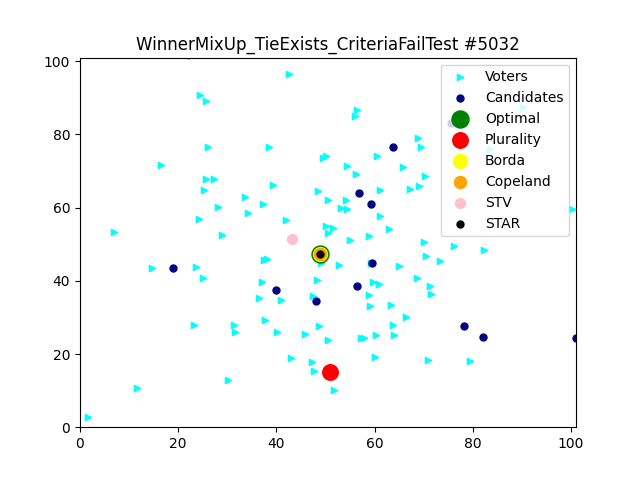 WinnerMixUp_TieExists_CriteriaFailTest #5032
100
80
60
40
20
0
0 20 40 60 80 100
Voters
Candidates
Optimal
Plurality
Borda
Copeland
STV
STAR